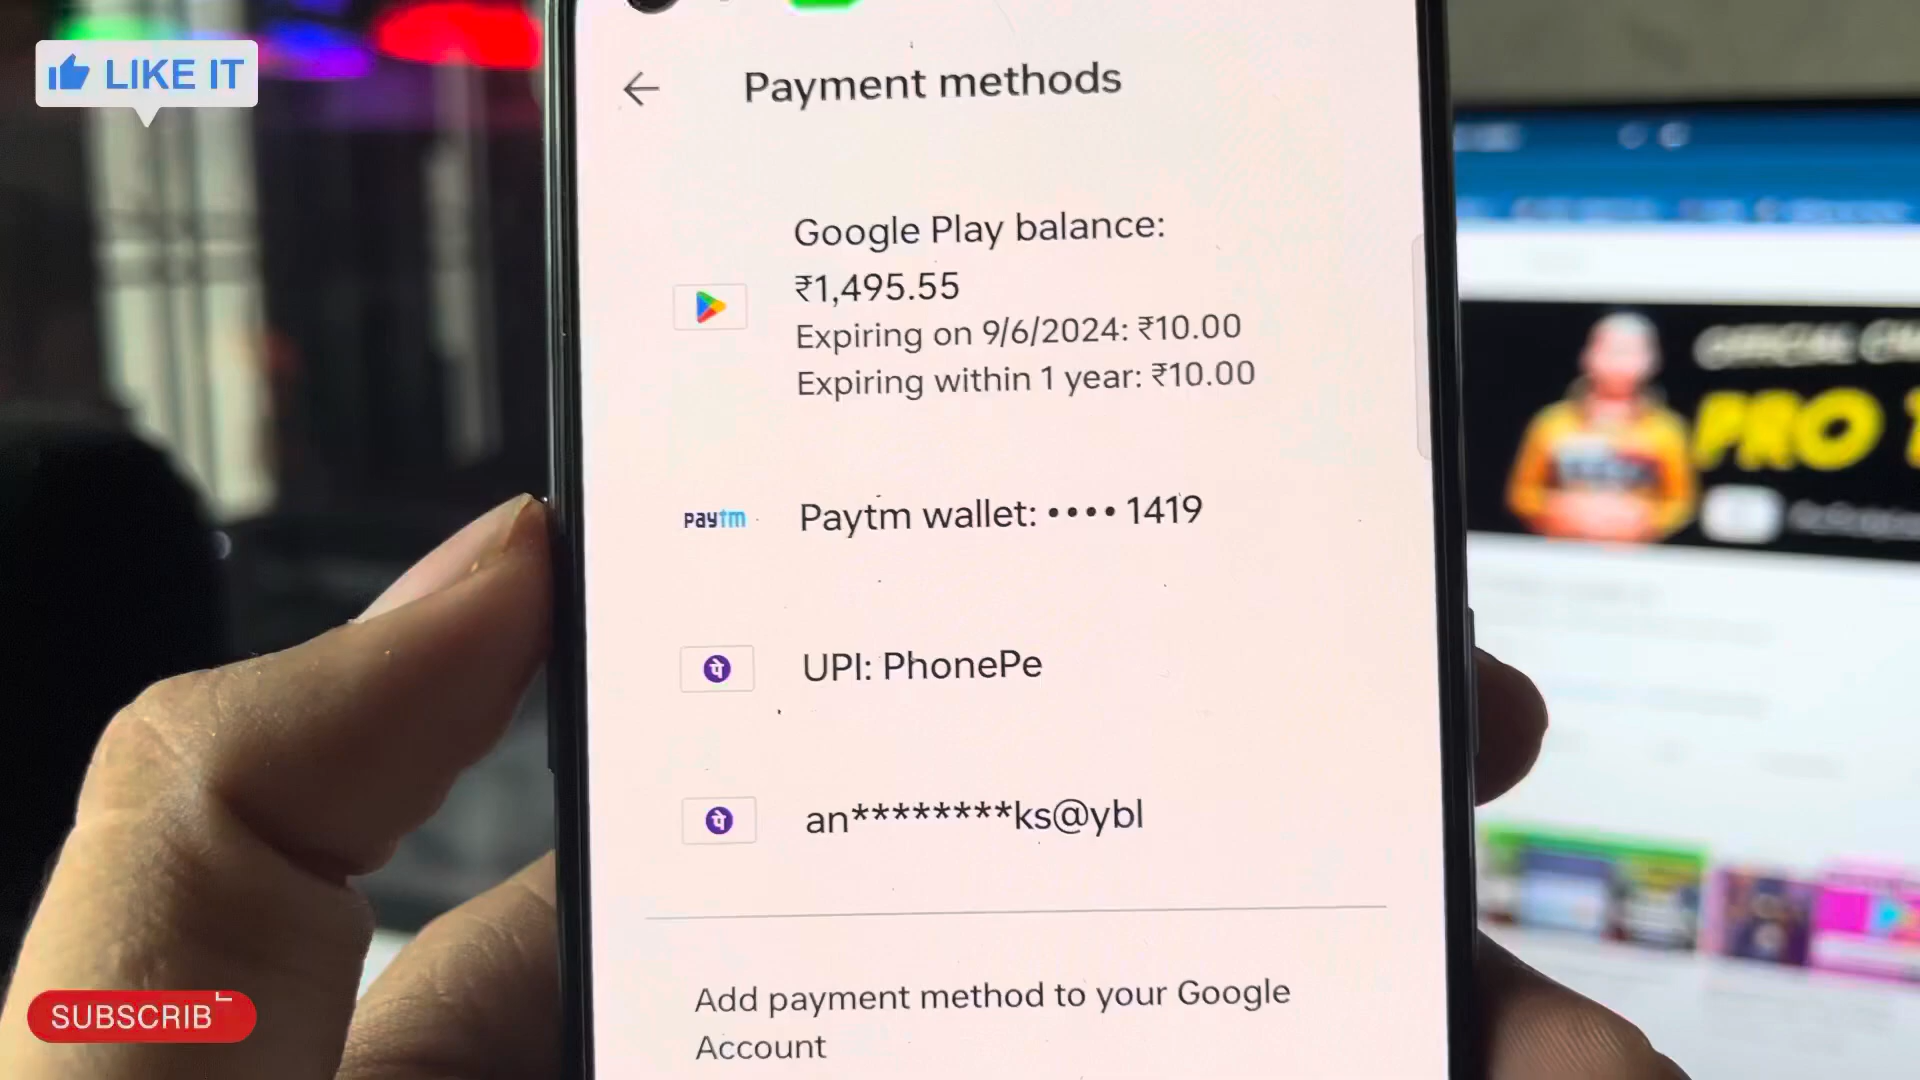 LIKE IT
Payment methods
Google Play balance:
₹1,495.55
Expiring on 9/6/2024: ₹10.00
Expiring within 1 year: ₹10.00
paytm
Paytm wallet: •••• 1419
पे
UPI: PhonePe
पे
an********ks@ybl
Add payment method to your Google
Account
PRO
SUBSCRIB